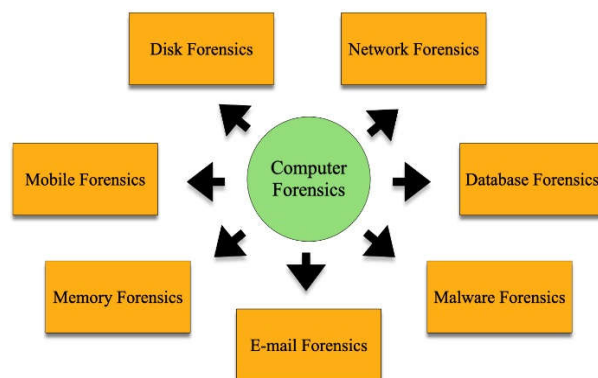 Disk Forensics
Network Forensics
Computer
Forensics
Mobile Forensics
Database Forensics
Memory Forensics
Malware Forensics
E-mail Forensics